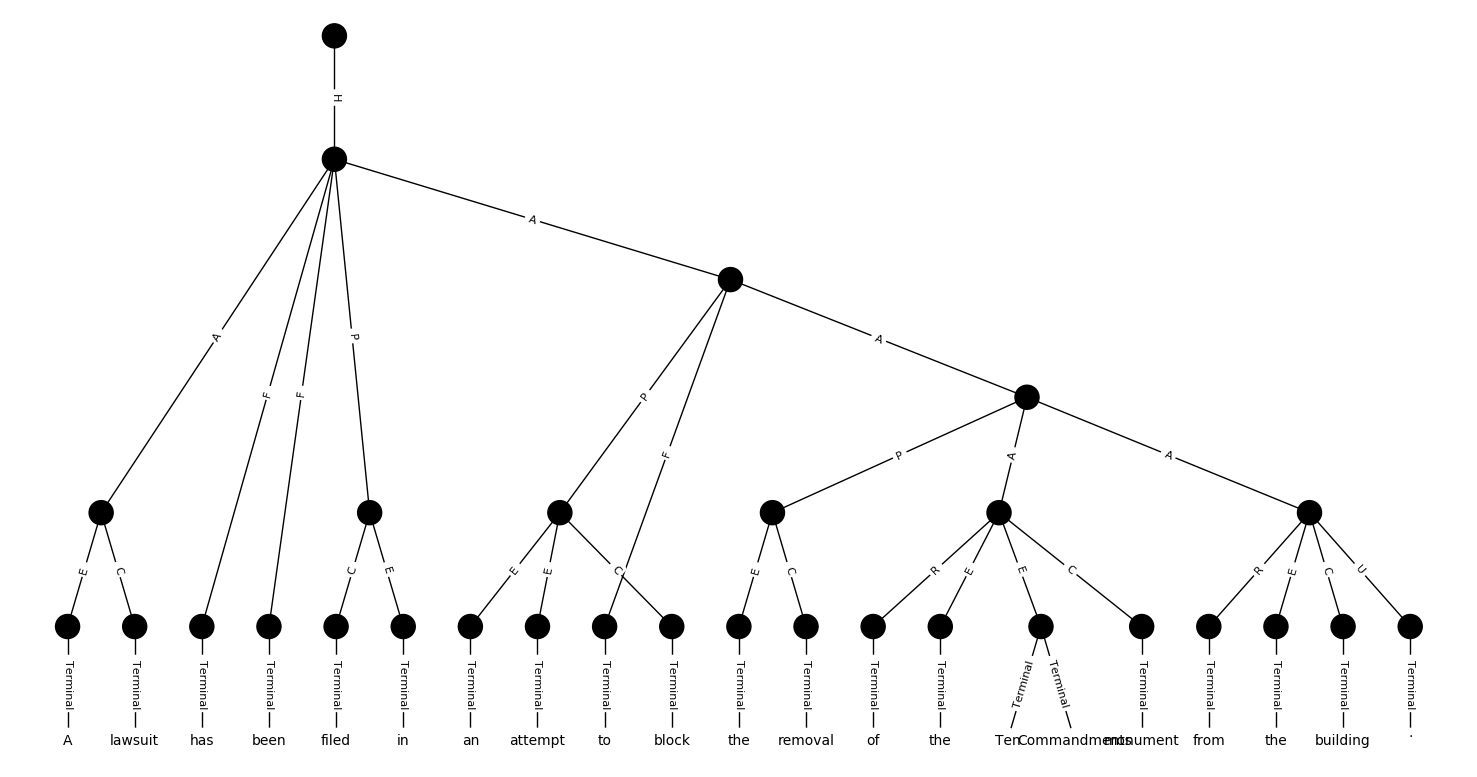 H
A
A
P
A
F
F
P
F
P
A
A
E
C
C
E
E
E
C
E
C
R
E
E
C
R
E
C
U
Terminal Terminal Terminal Terminal Terminal Terminal Terminal Terminal Terminal Terminal Terminal Terminal Terminal Terminal Terminal Terminal Terminal Terminal Terminal Terminal Terminal
A lawsuit has been filed in an attempt to block the removal of the Ten Commandments monument from the building .